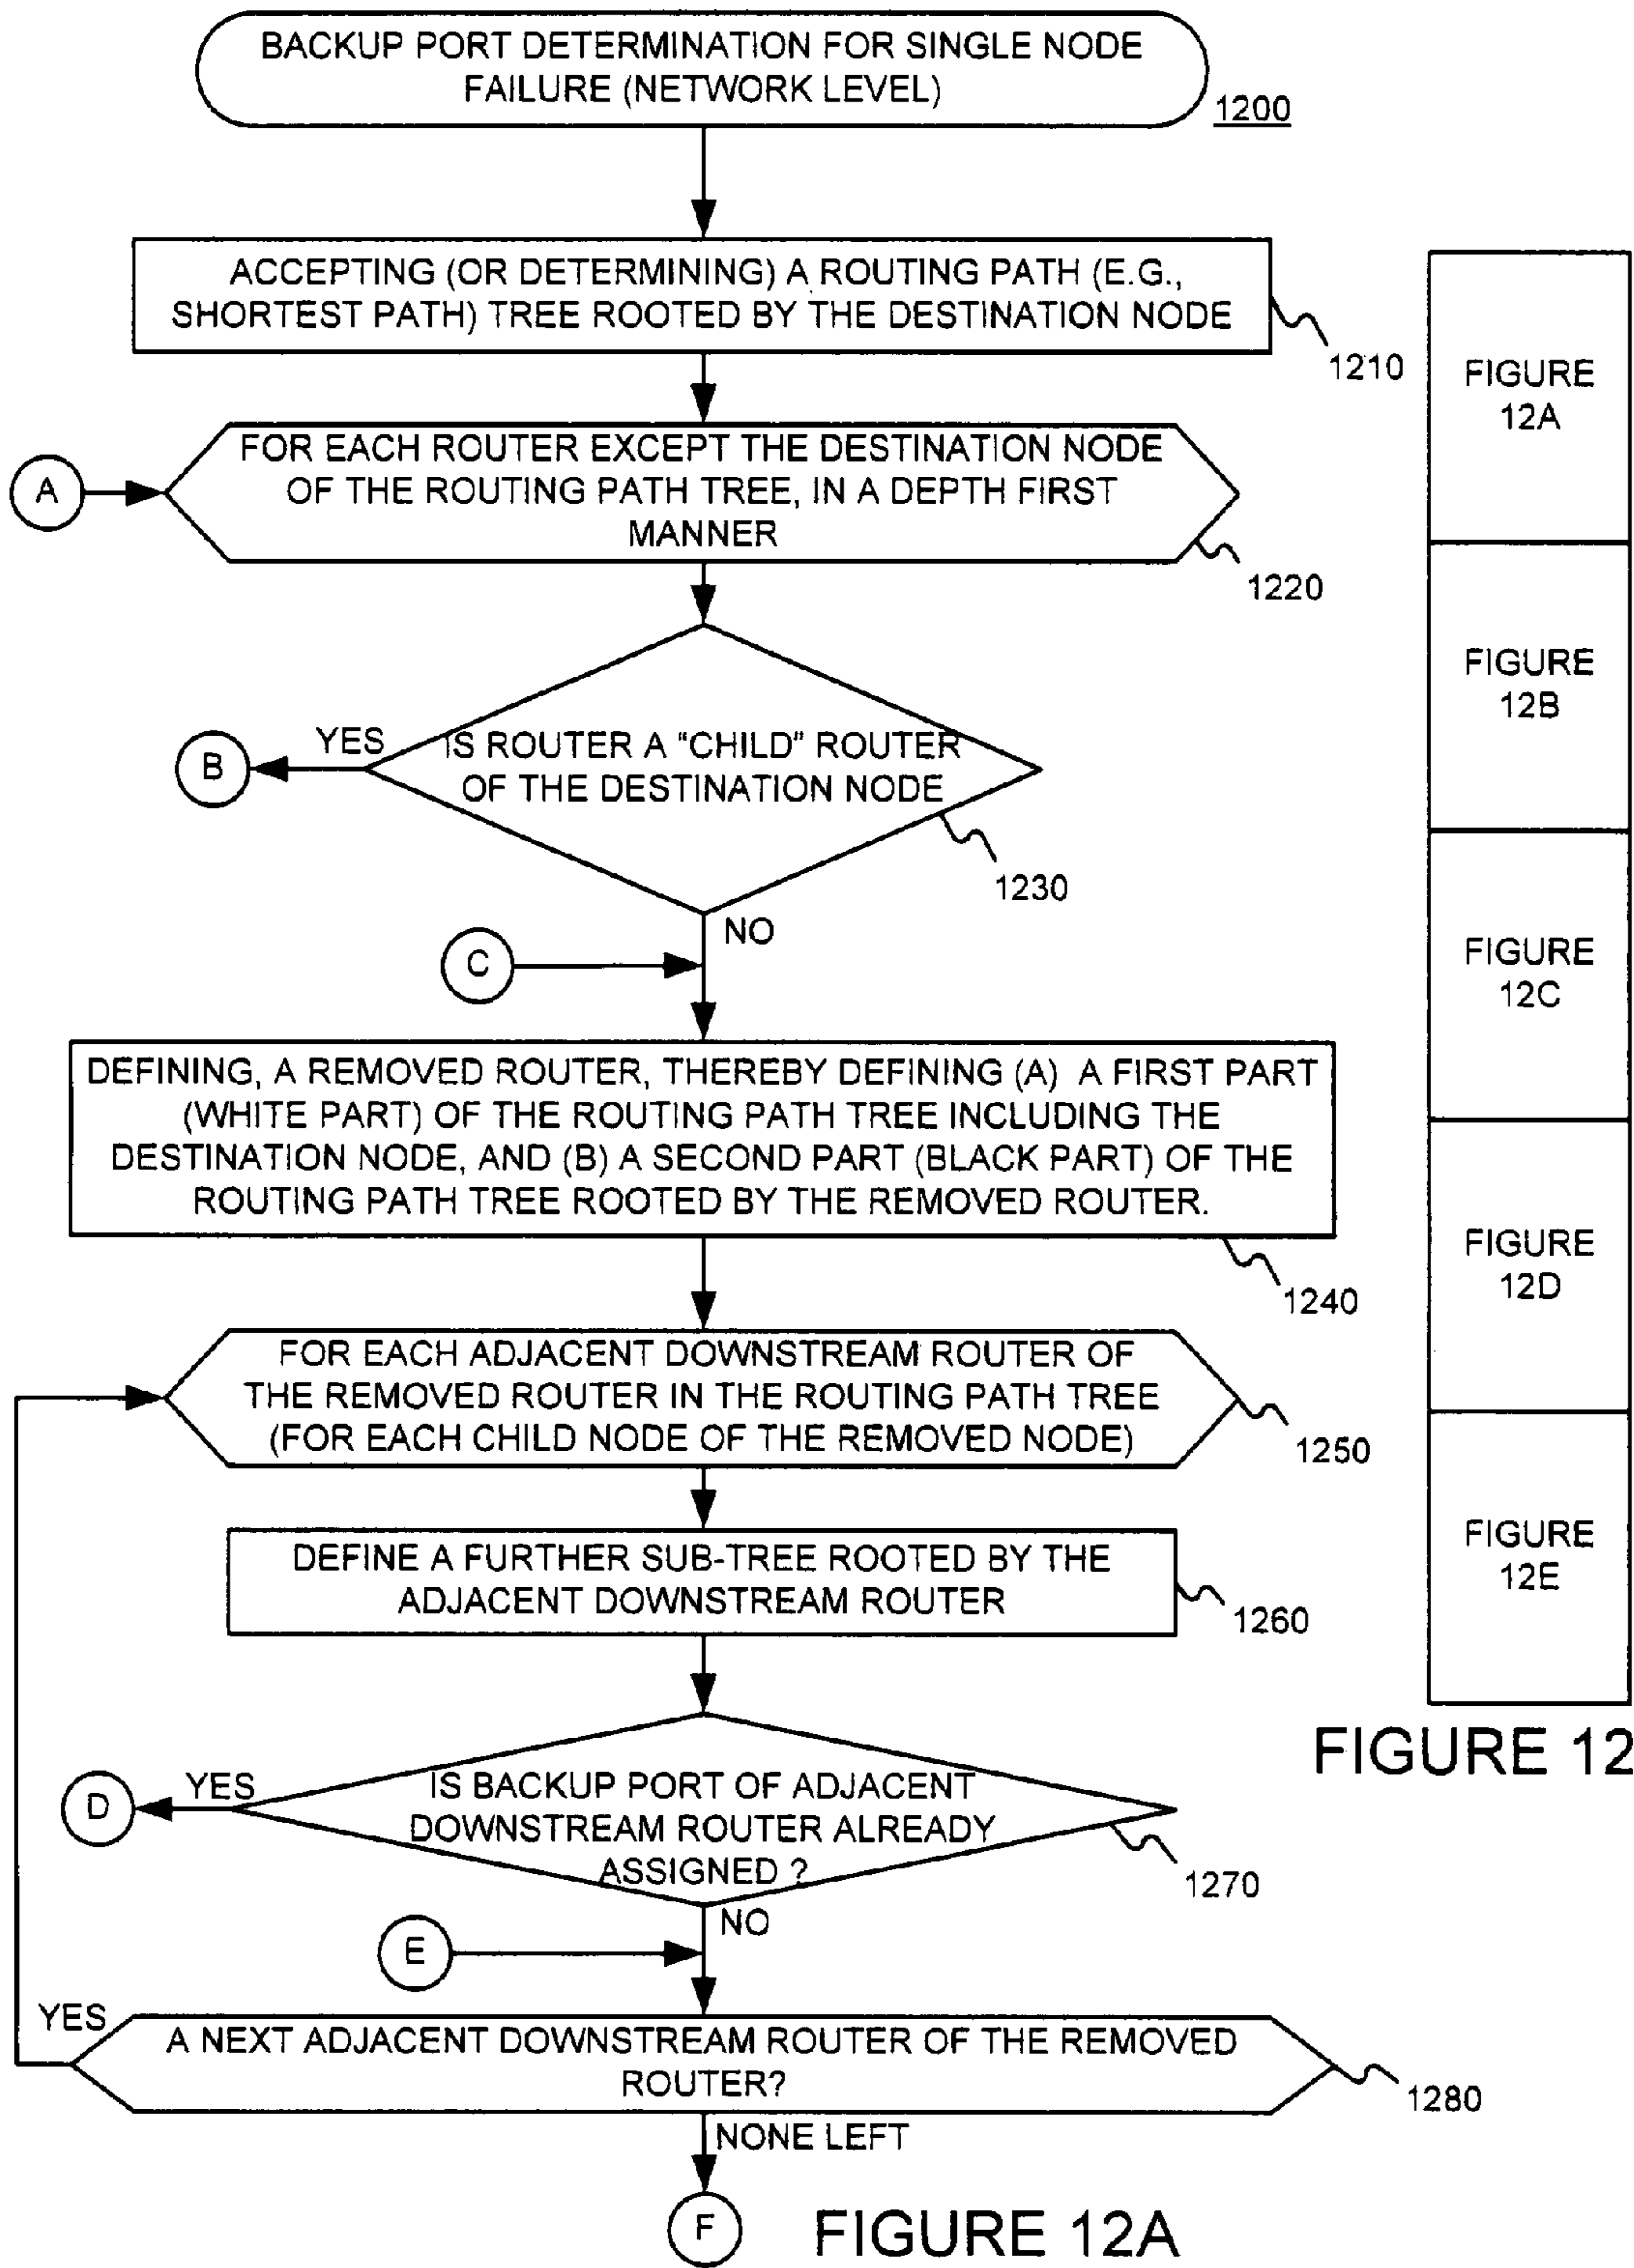 BACKUP PORT DETERMINATION FOR SINGLE NODE
FAILURE (NETWORK LEVEL)
1200
ACCEPTING (OR DETERMINING) A ROUTING PATH (E.G.,
SHORTEST PATH) TREE ROOTED BY THE DESTINATION NODE
1210
A
FOR EACH ROUTER EXCEPT THE DESTINATION NODE
OF THE ROUTING PATH TREE, IN A DEPTH FIRST
MANNER
1220
B
YES
IS ROUTER A “CHILD” ROUTER
OF THE DESTINATION NODE
1230
NO
C
DEFINING, A REMOVED ROUTER, THEREBY DEFINING (A) A FIRST PART
(WHITE PART) OF THE ROUTING PATH TREE INCLUDING THE
DESTINATION NODE, AND (B) A SECOND PART (BLACK PART) OF THE
ROUTING PATH TREE ROOTED BY THE REMOVED ROUTER.
1240
FOR EACH ADJACENT DOWNSTREAM ROUTER OF
THE REMOVED ROUTER IN THE ROUTING PATH TREE
(FOR EACH CHILD NODE OF THE REMOVED NODE)
1250
DEFINE A FURTHER SUB-TREE ROOTED BY THE
ADJACENT DOWNSTREAM ROUTER
1260
D
YES
IS BACKUP PORT OF ADJACENT
DOWNSTREAM ROUTER ALREADY
ASSIGNED ?
1270
NO
E
YES
A NEXT ADJACENT DOWNSTREAM ROUTER OF THE REMOVED
ROUTER?
1280
NONE LEFT
F
FIGURE 12A
FIGURE
12A
FIGURE
12B
FIGURE
12C
FIGURE
12D
FIGURE
12E
FIGURE 12